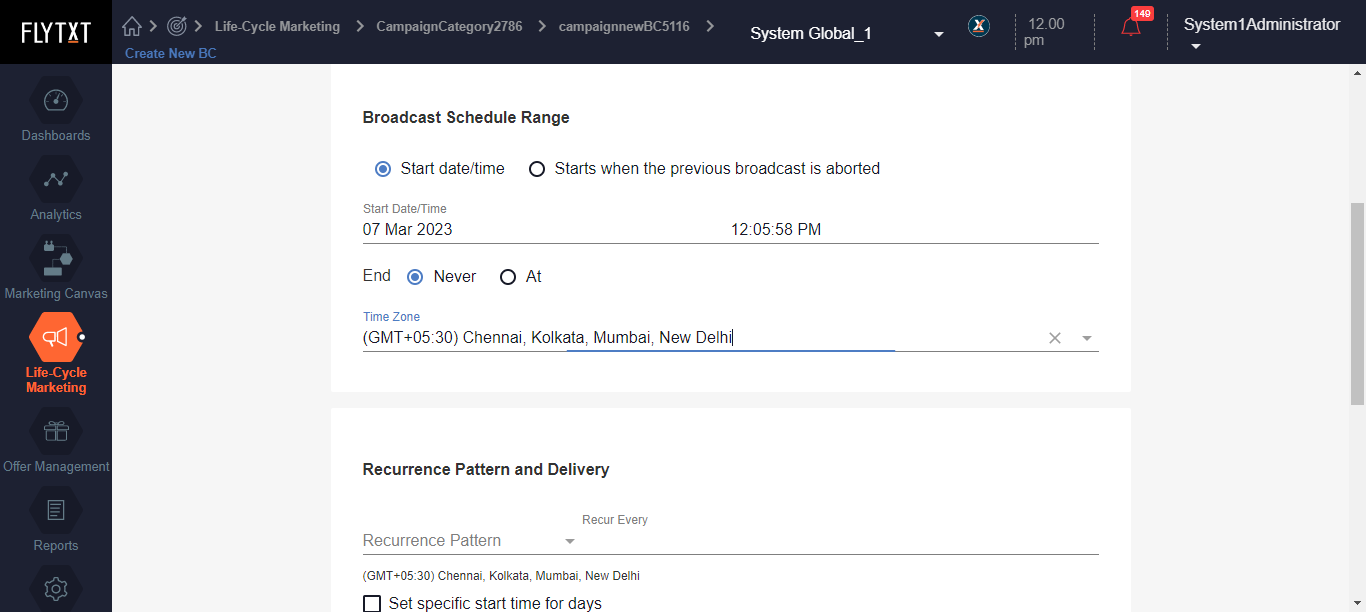 FLYTXT
Life-Cycle Marketing
CampaignCategory2786
campaignnewBC5116
Create New BC
System Global_1
X
12.00
pm
149
System1Administrator
Dashboards
Analytics
Marketing Canvas
Life-Cycle
Marketing
Offer Management
Reports
Broadcast Schedule Range
Start date/time
Starts when the previous broadcast is aborted
Start Date/Time
07 Mar 2023
12:05:58 PM
End
Never
At
Time Zone
(GMT+05:30) Chennai, Kolkata, Mumbai, New Delhi
Recurrence Pattern and Delivery
Recur Every
Recurrence Pattern
(GMT+05:30) Chennai, Kolkata, Mumbai, New Delhi
Set specific start time for days